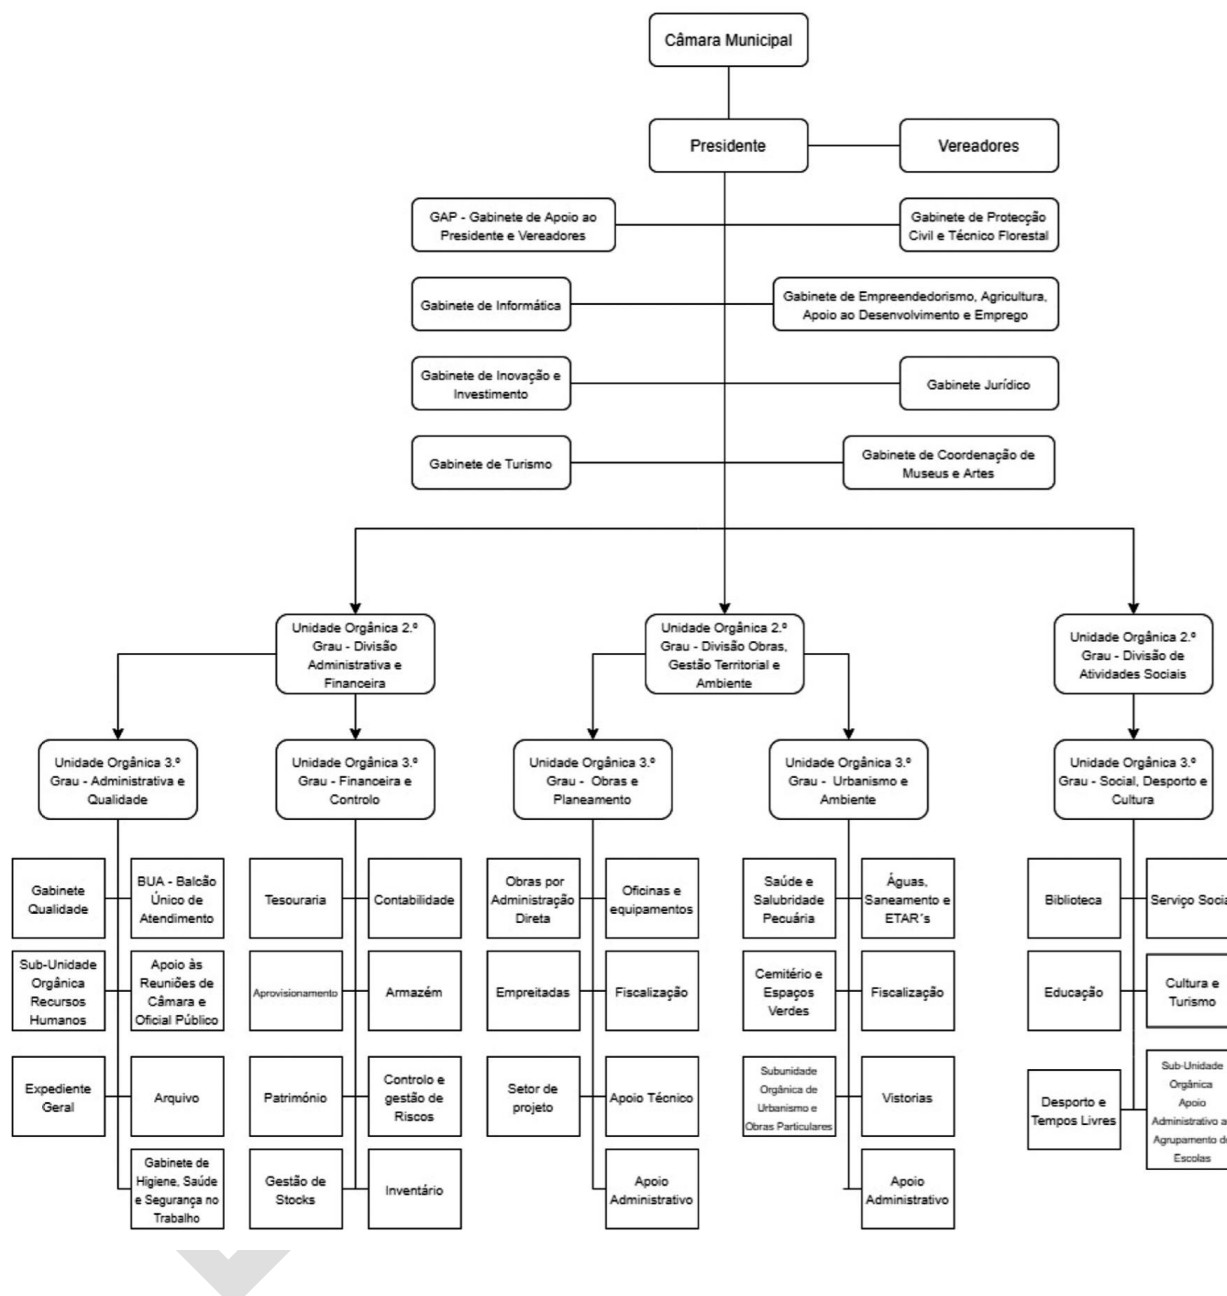 Câmara Municipal
Presidente
Vereadores
GAP - Gabinete de Apoio ao
Presidente e Vereadores
Gabinete de Protecção
Civil e Técnico Florestal
Gabinete de Informática
Gabinete de Empreendedorismo, Agricultura,
Apoio ao Desenvolvimento e Emprego
Gabinete de Inovação e
Investimento
Gabinete Jurídico
Gabinete de Turismo
Gabinete de Coordenação de
Museus e Artes
Unidade Orgânica 2.º
Grau - Divisão
Administrativa e
Financeira
Unidade Orgânica 2.º
Grau - Divisão Obras,
Gestão Territorial e
Ambiente
Unidade Orgânica 2.º
Grau - Divisão de
Atividades Sociais
Unidade Orgânica 3.º
Grau - Administrativa e
Qualidade
Unidade Orgânica 3.º
Grau - Financeira e
Controlo
Unidade Orgânica 3.º
Grau - Obras e
Planeamento
Unidade Orgânica 3.º
Grau - Urbanismo e
Ambiente
Unidade Orgânica 3.º
Grau - Social, Desporto e
Cultura
Gabinete
Qualidade
BUA - Balcão
Único de
Atendimento
Tesouraria
Contabilidade
Obras por
Administração
Direta
Oficinas e
equipamentos
Saúde e
Salubridade
Pecuária
Águas,
Saneamento e
ETAR´s
Biblioteca
Serviço Socia
Sub-Unidade
Orgânica
Recursos
Humanos
Apoio às
Reuniões de
Câmara e
Oficial Público
Aprovisionamento
Armazém
Empreitadas
Fiscalização
Cemitério e
Espaços
Verdes
Fiscalização
Educação
Cultura e
Turismo
Expediente
Geral
Arquivo
Património
Controlo e
gestão de
Riscos
Setor de
projeto
Apoio Técnico
Subunidade
Orgânica de
Urbanismo e
Obras Particulares
Vistorias
Desporto e
Tempos Livres
Sub-Unidade
Orgânica
Apoio
Administrativo a
Agrupamento d
Escolas
Gabinete de
Higiene, Saúde
e Segurança no
Trabalho
Gestão de
Stocks
Inventário
Apoio
Administrativo
Apoio
Administrativo